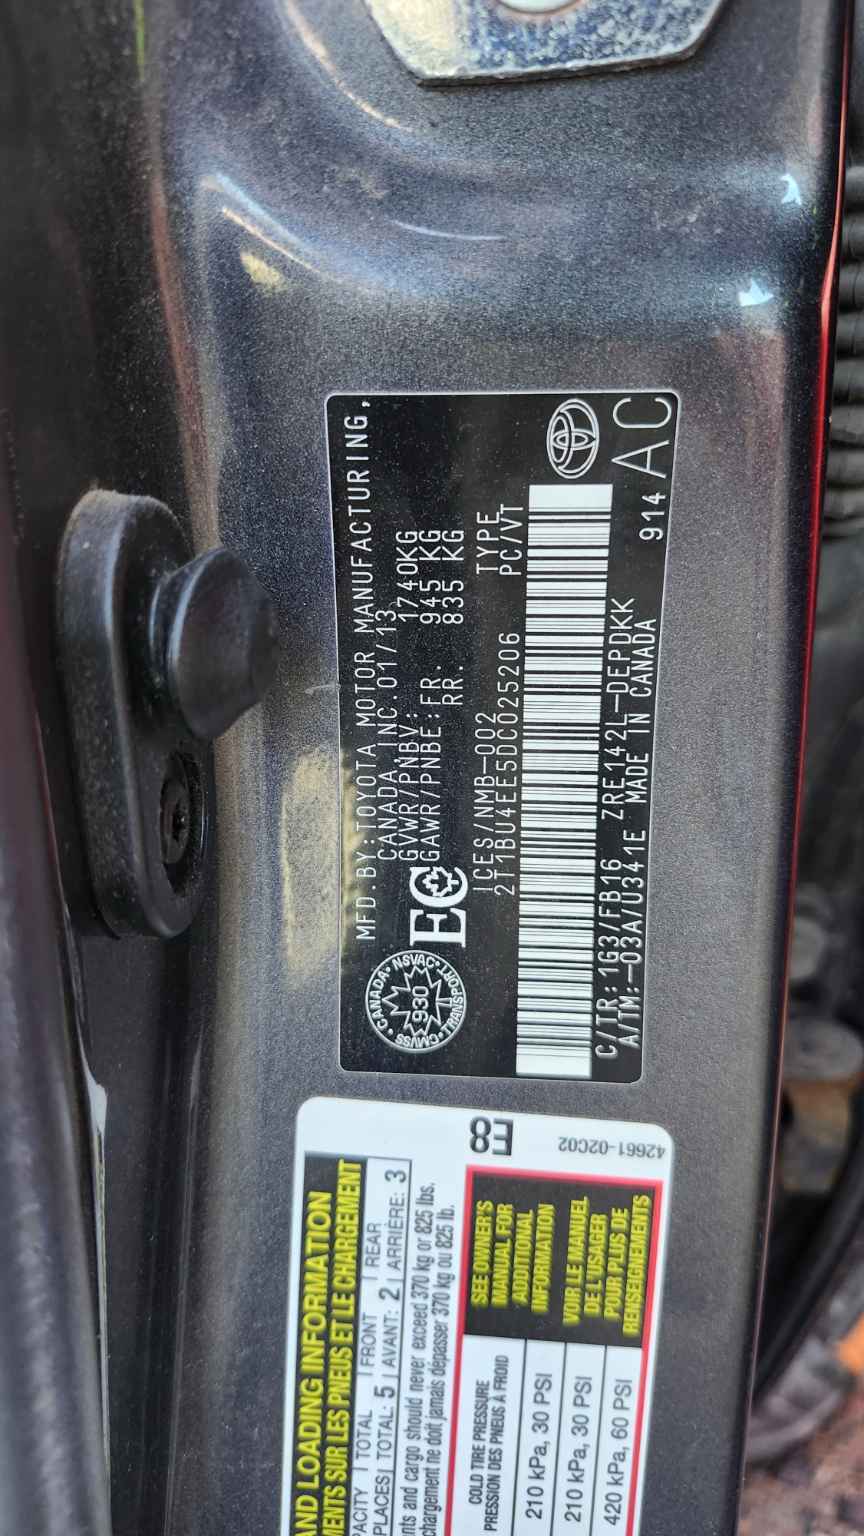 MFD.BY:TOYOTA MOTOR MANUFACTURING,
CANADA, INC.01/13
GVWR/PNBV: 1740KG
GAWR/PNBE:FR. 945 KG
RR. 835 KG
CANADA
NSVAC
930
CMVSS
TRANSPORT
EC
ICES/NMB-002 TYPE
2T1BU4EE5DC025206 PC/VT
C/TR:1G3/FB16 ZRE142L-DEPDKK
A/TM:-03A/U341E MADE IN CANADA
914
AC
E8
42661-02C02
AND LOADING INFORMATION
SUR LES PNEUS ET LE CHARGEMENT
TOTAL FRONT REAR
PLACES TOTAL: 5 AVANT: 2 ARRIÈRE: 3
and cargo should never exceed 370 kg or 825 lbs.
chargement ne doit jamais dépasser 370 kg ou 825 lb.
COLD TIRE PRESSURE
PRESSION DES PNEUS À FROID
210 kPa, 30 PSI
210 kPa, 30 PSI
420 kPa, 60 PSI
SEE OWNER'S
MANUAL FOR
ADDITIONAL
INFORMATION
VOIR LE MANUEL
DE L'USAGER
POUR PLUS DE
RENSEIGNEMENTS